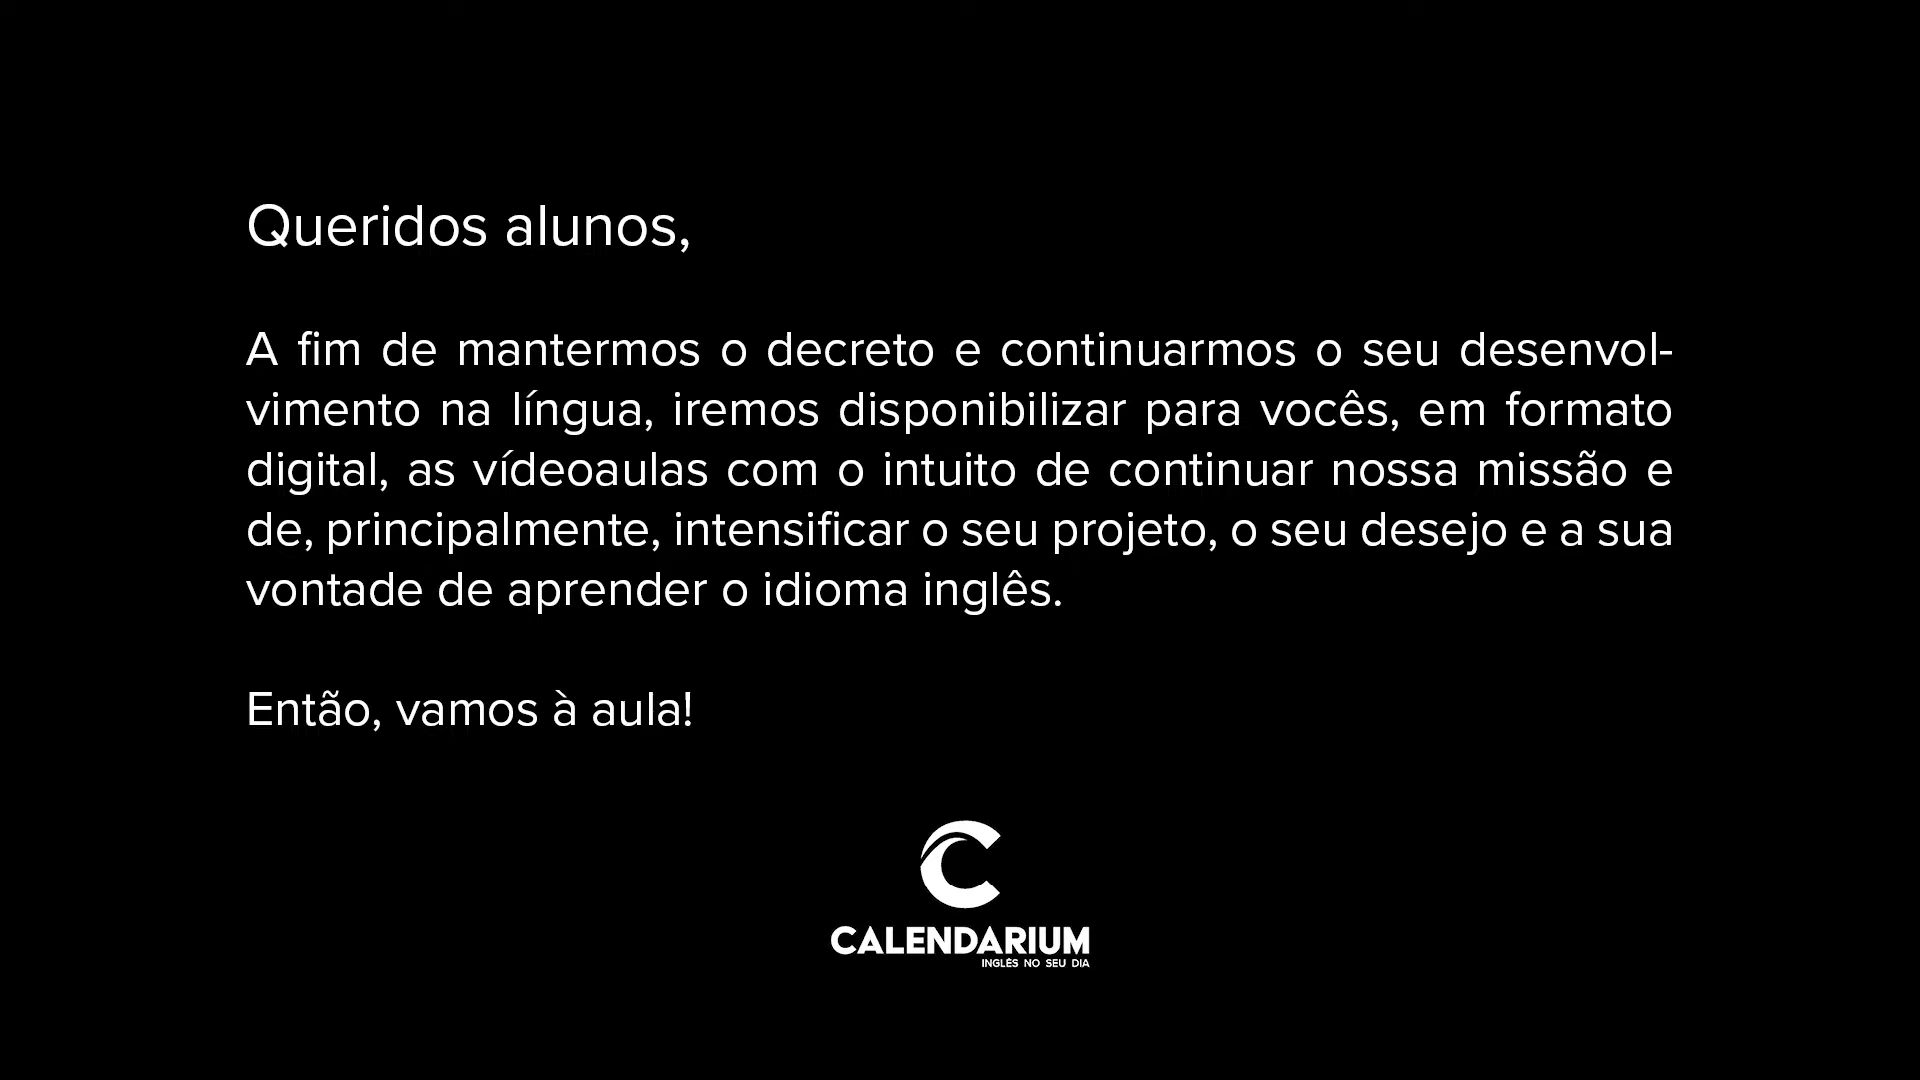 Queridos alunos,
A fim de mantermos o decreto e continuarmos o seu desenvol-
vimento na língua, iremos disponibilizar para vocês, em formato
digital, as vídeoaulas com o intuito de continuar nossa missão e
de, principalmente, intensificar o seu projeto, o seu desejo e a sua
vontade de aprender o idioma inglês.
Então, vamos à aula!
CALENDARIUM
INGLÊS NO SEU DIA